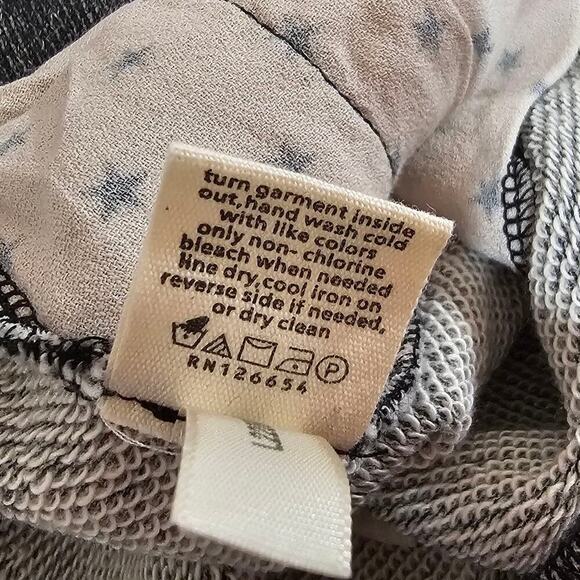 turn garment inside
out, hand wash cold
with like colors
only non-chlorine
bleach when needed
line dry, cool iron on
reverse side if needed,
or dry clean
P
RN126654